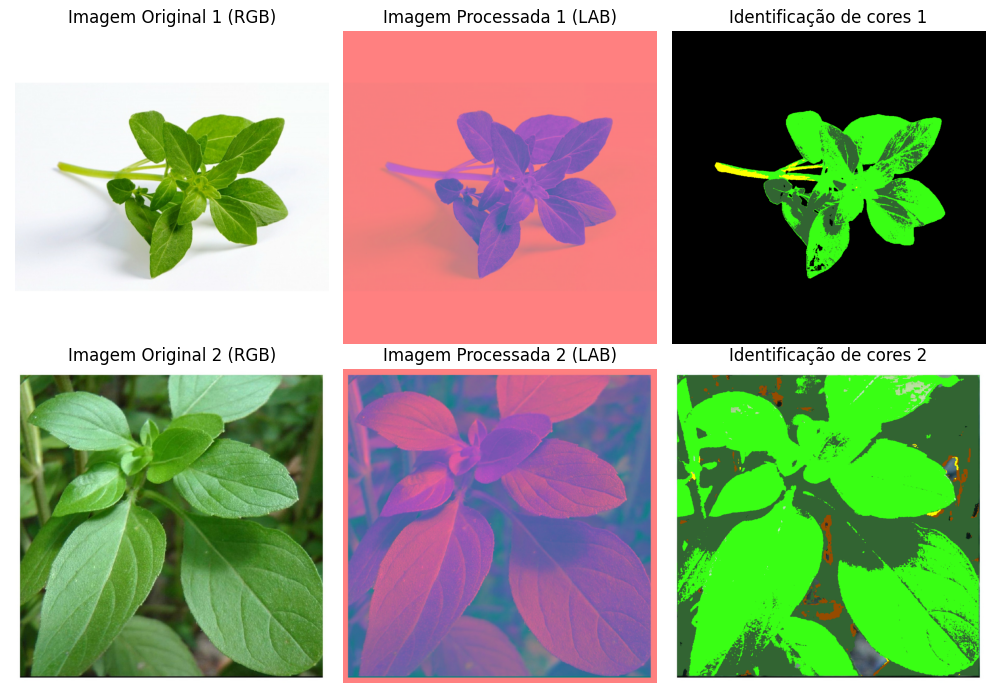 Imagem Original 1 (RGB)
Imagem Processada 1 (LAB)
Identificação de cores 1
Imagem Original 2 (RGB)
Imagem Processada 2 (LAB)
Identificação de cores 2